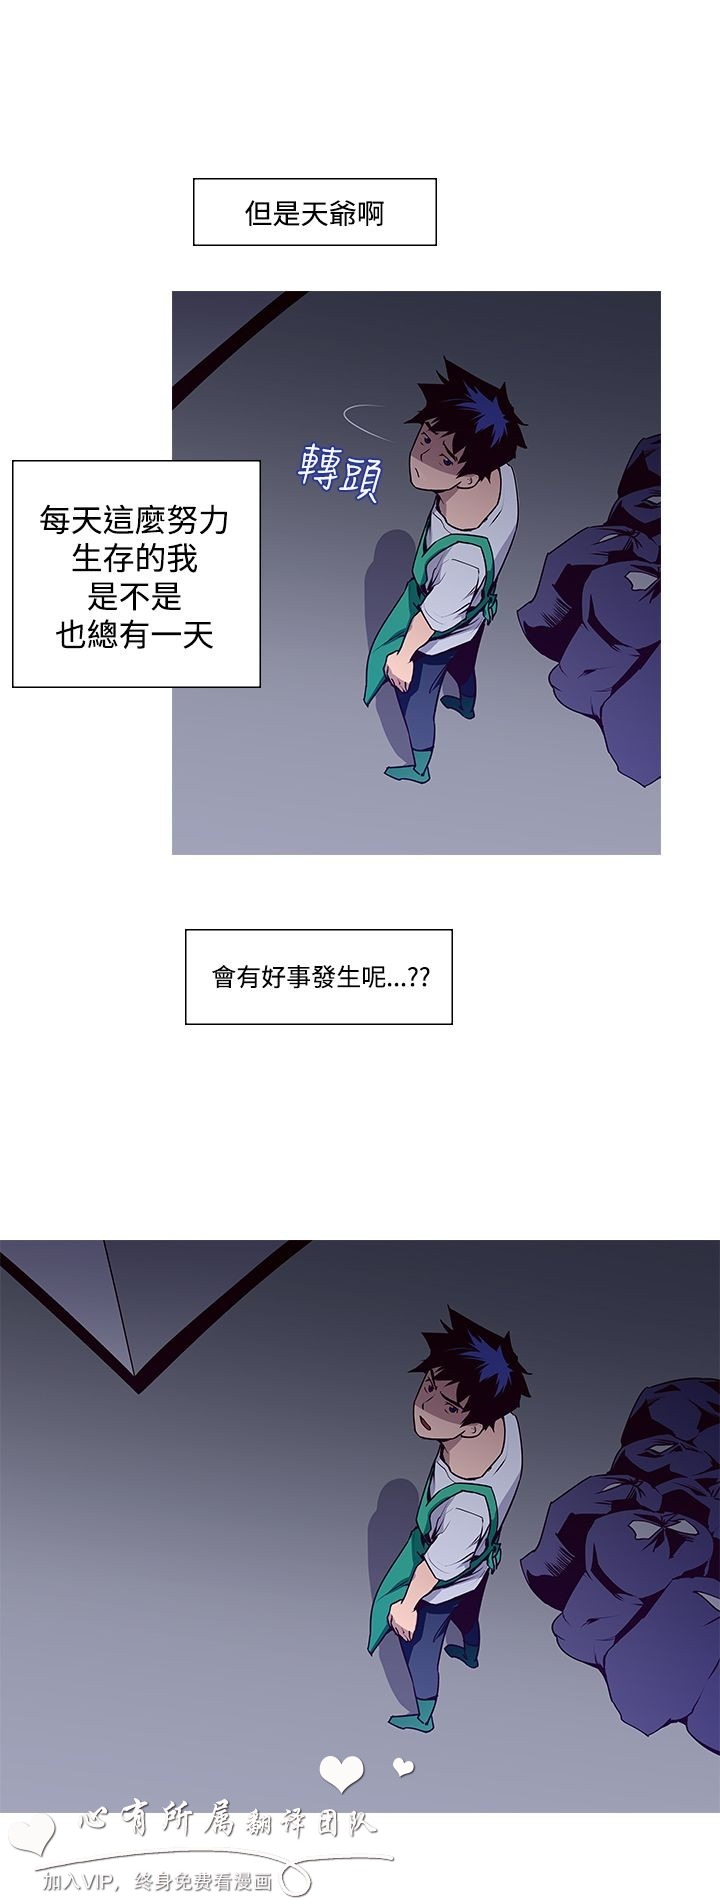 但是天爺啊
轉頭
每天這麼努力
生存的我
是不是
也總有一天
會有好事發生呢...??
心有所属翻译团队
加入VIP，终身免费看漫画